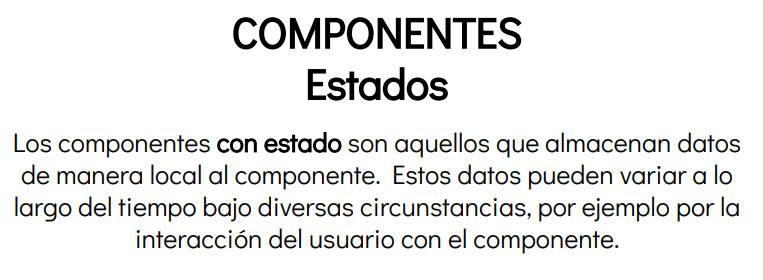 COMPONENTES
Estados
Los componentes con estado son aquellos que almacenan datos
de manera local al componente. Estos datos pueden variar a lo
largo del tiempo bajo diversas circunstancias, por ejemplo por la
interacción del usuario con el componente.